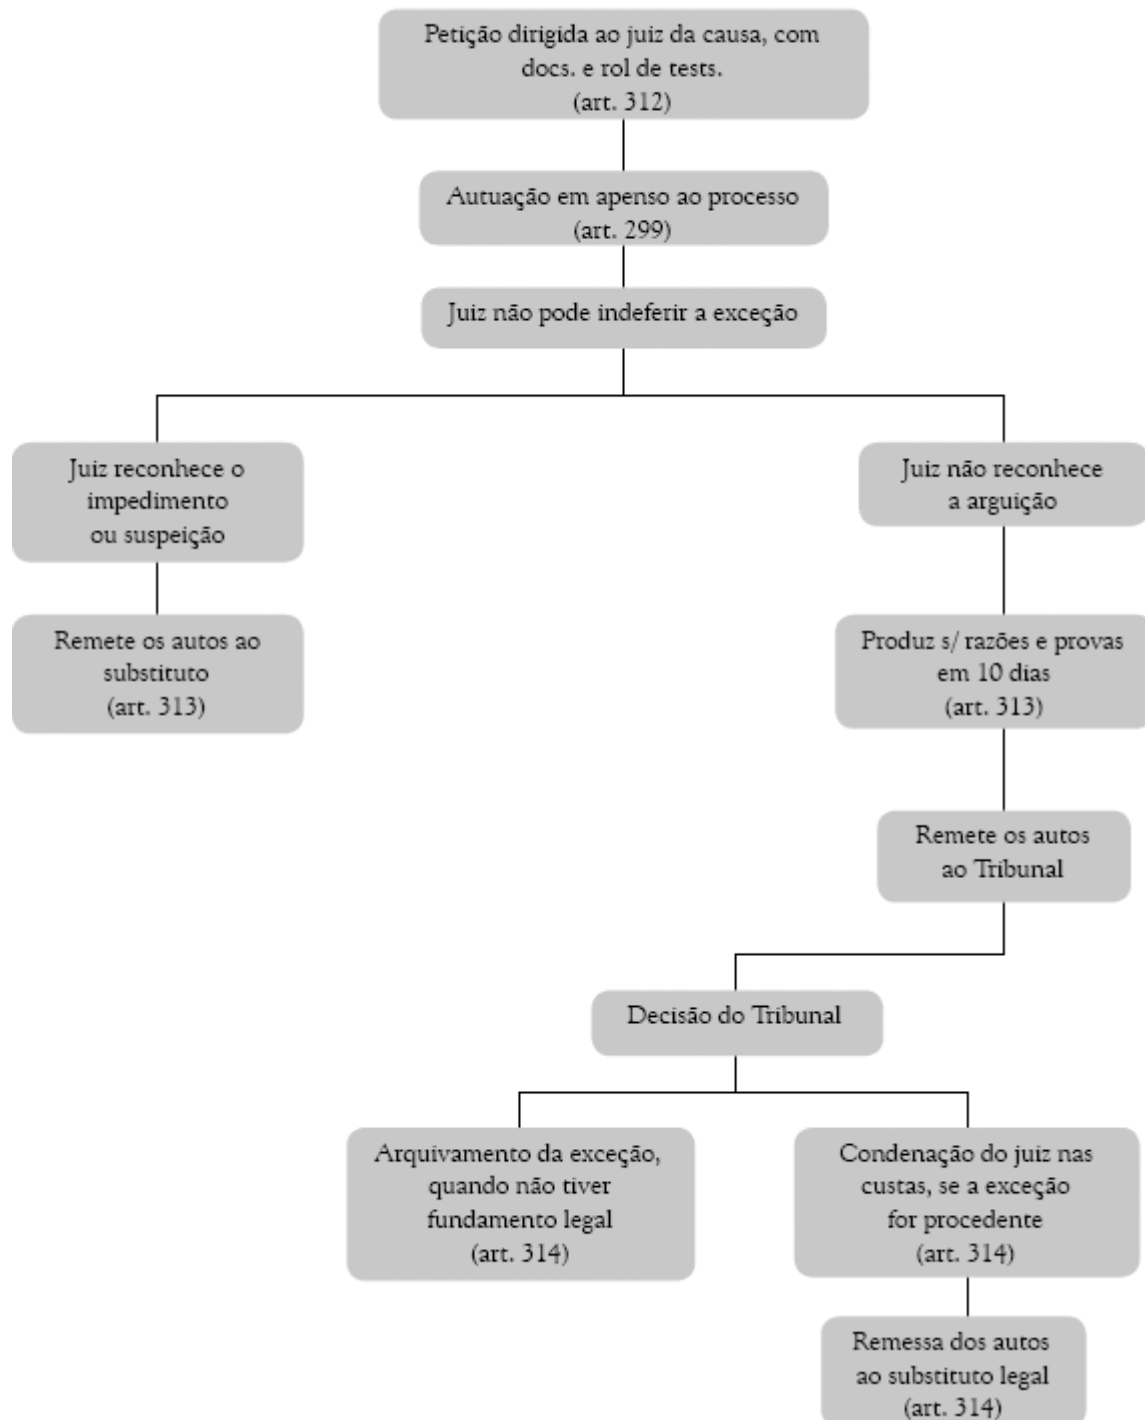 Petição dirigida ao juiz da causa, com
docs. e rol de tests.
(art. 312)
Autuação em apenso ao processo
(art. 299)
Juiz não pode indeferir a exceção
Juiz reconhece o
impedimento
ou suspeição
Remete os autos ao
substituto
(art. 313)
Juiz não reconhece
a arguição
Produz s/ razões e provas
em 10 dias
(art. 313)
Remete os autos
ao Tribunal
Decisão do Tribunal
Arquivamento da exceção,
quando não tiver
fundamento legal
(art. 314)
Condenação do juiz nas
custas, se a exceção
for procedente
(art. 314)
Remessa dos autos
ao substituto legal
(art. 314)